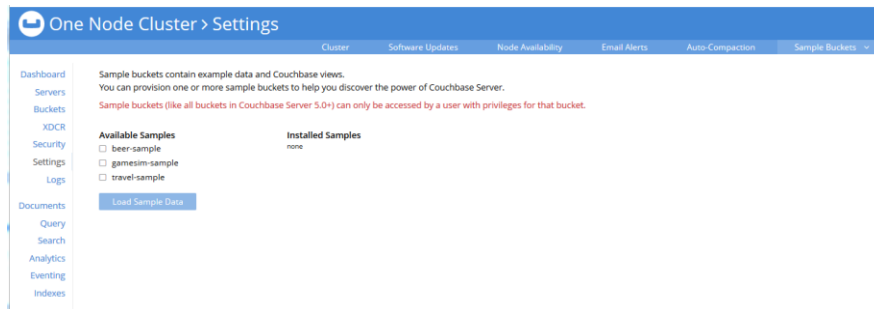 One Node Cluster > Settings
Cluster Software Updates Node Availability Email Alerts Auto-Compaction Sample Buckets
Dashboard
Servers
Buckets
XDCR
Security
Settings
Logs
Documents
Query
Search
Analytics
Eventing
Indexes
Sample buckets contain example data and Couchbase views.
You can provision one or more sample buckets to help you discover the power of Couchbase Server.
Sample buckets (like all buckets in Couchbase Server 5.0+) can only be accessed by a user with privileges for that bucket.
Available Samples
beer-sample
gamesim-sample
travel-sample
Installed Samples
none
Load Sample Data